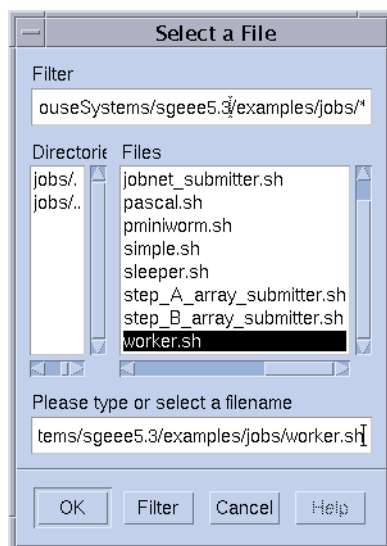 Select a File
Filter
ouseSystems/sgeee5.3/examples/jobs/*
Directorie Files
jobs/. jobnet_submitter.sh
jobs/.. pascal.sh
pminiworm.sh
simple.sh
sleeper.sh
step_A_array_submitter.sh
step_B_array_submitter.sh
worker.sh
Please type or select a filename
tems/sgeee5.3/examples/jobs/worker.sh
OK Filter Cancel Help